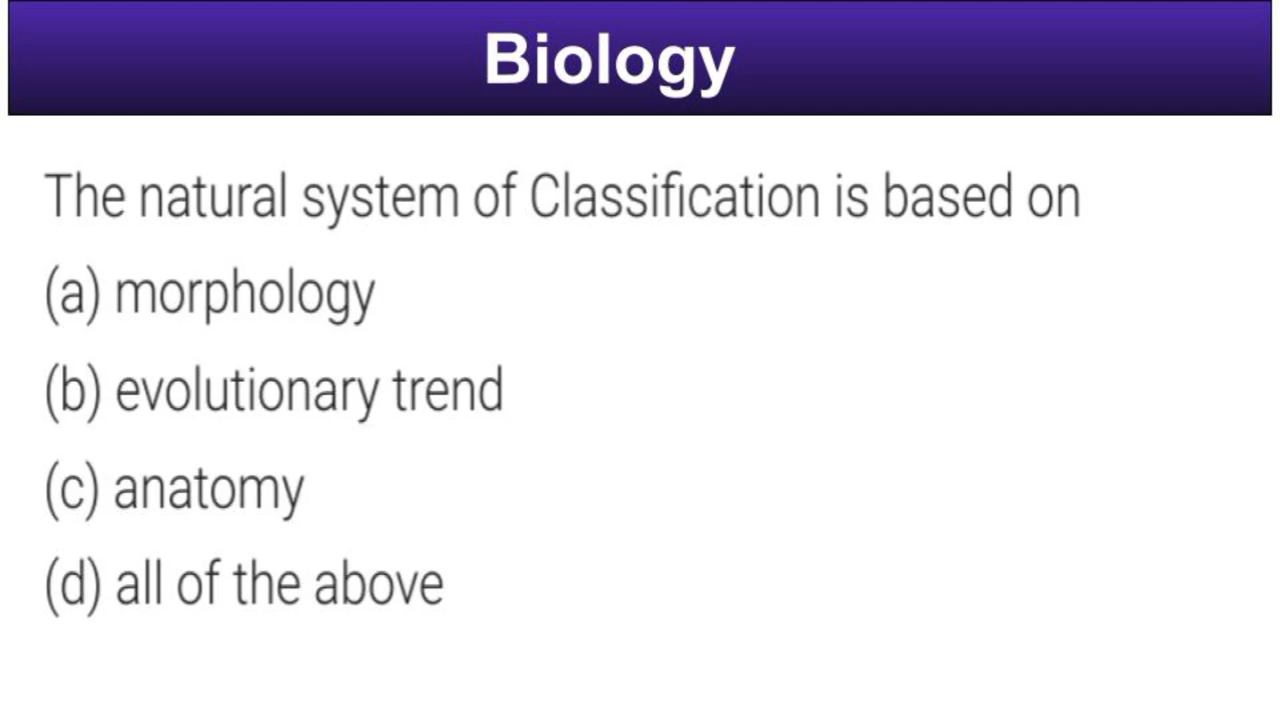 Biology
The natural system of Classification is based on
(a) morphology
(b) evolutionary trend
(c) anatomy
(d) all of the above